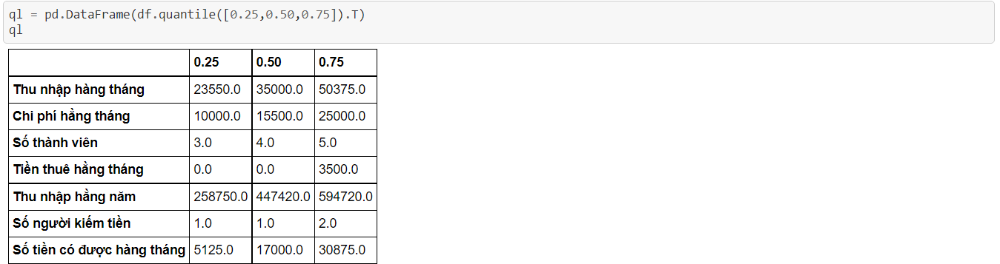 ql = pd.DataFrame(df.quantile([0.25,0.50,0.75]).T)
ql
0.25 0.50 0.75
Thu nhập hàng tháng 23550.0 35000.0 50375.0
Chi phí hằng tháng 10000.0 15500.0 25000.0
Số thành viên 3.0 4.0 5.0
Tiền thuê hằng tháng 0.0 0.0 3500.0
Thu nhập hằng năm 258750.0 447420.0 594720.0
Số người kiếm tiền 1.0 1.0 2.0
Số tiền có được hàng tháng 5125.0 17000.0 30875.0